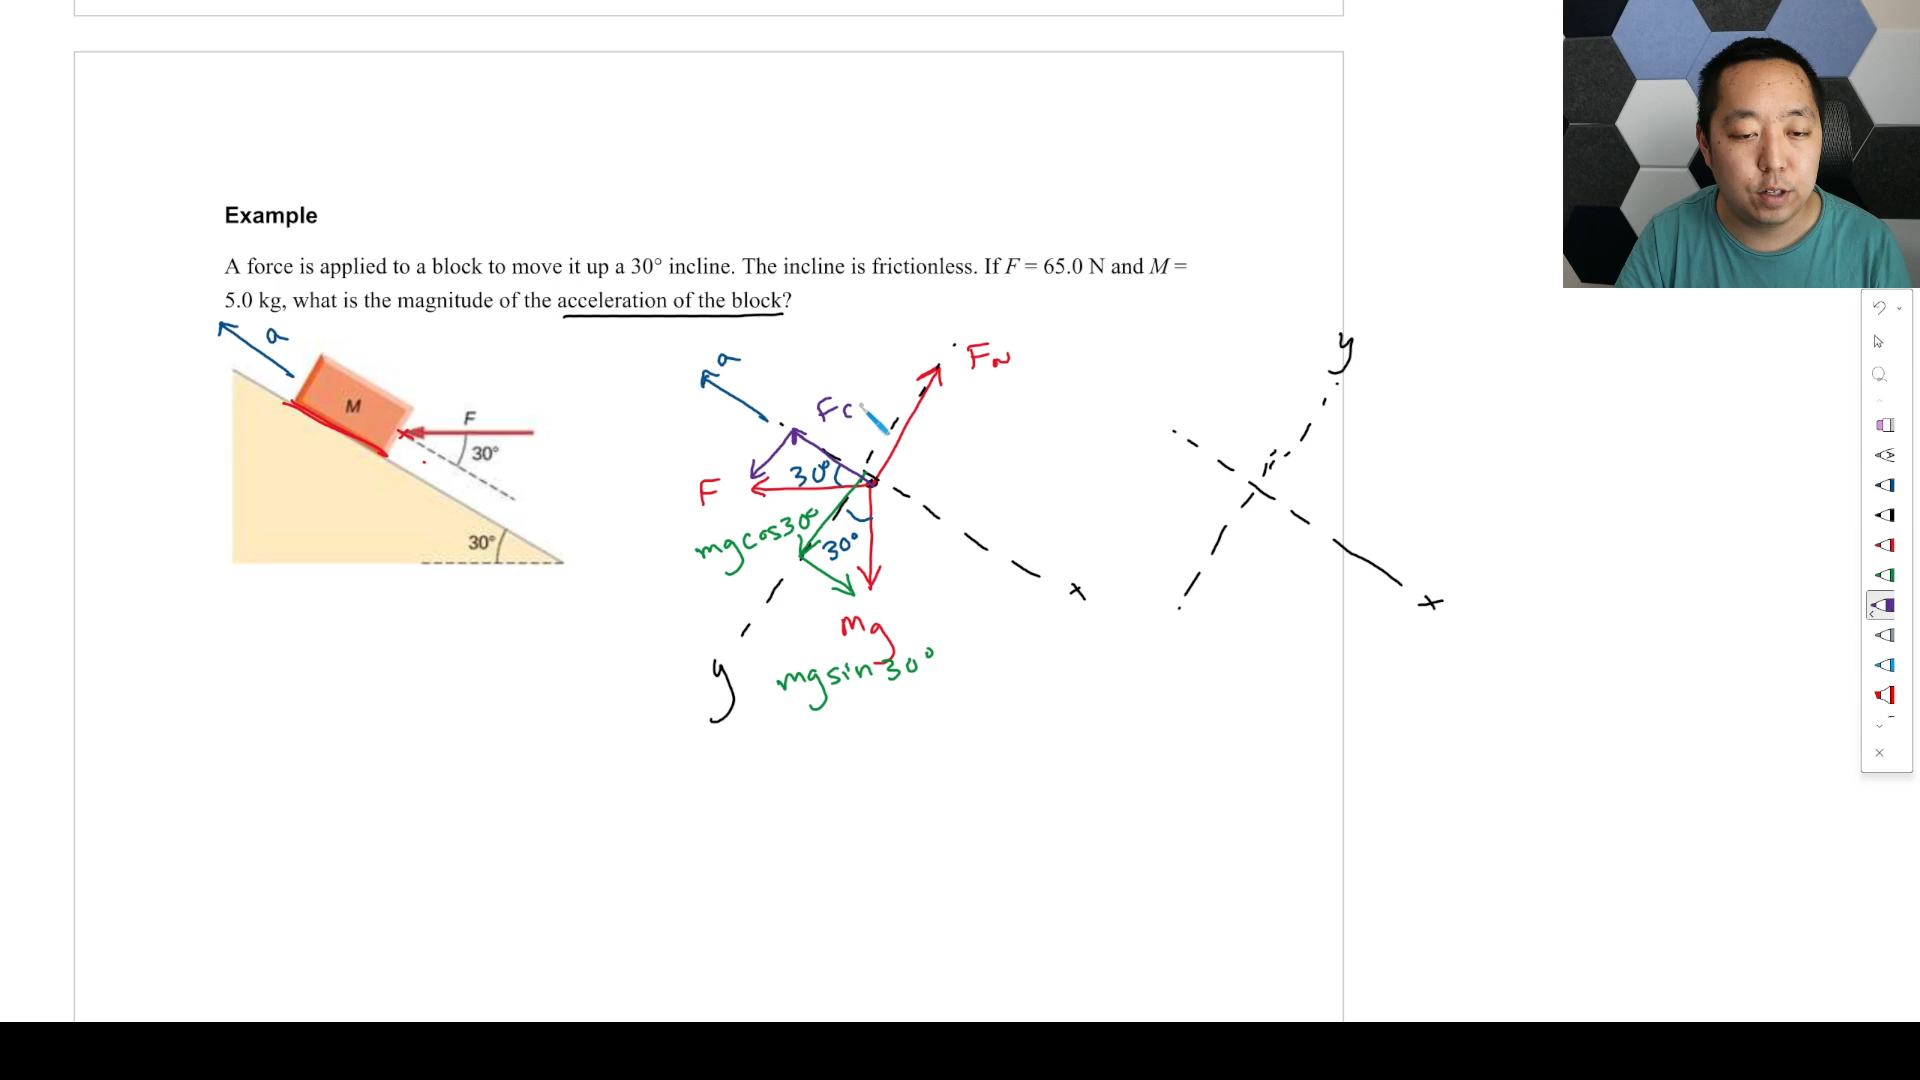 Example
A force is applied to a block to move it up a 30° incline. The incline is frictionless. If F = 65.0 N and M =
5.0 kg, what is the magnitude of the acceleration of the block?
a
M
F
30°
30°
a
FN
Fc
30°
F
mgcos30°
30°
Mg
mgsin30°
y
x
y
x